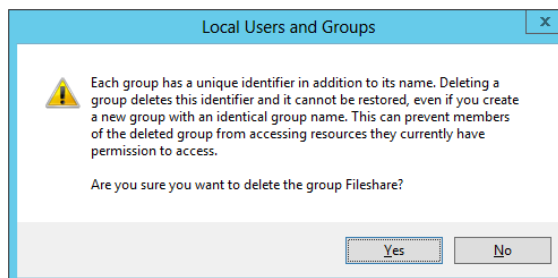 Local Users and Groups
x
Each group has a unique identifier in addition to its name. Deleting a
group deletes this identifier and it cannot be restored, even if you create
a new group with an identical group name. This can prevent members
of the deleted group from accessing resources they currently have
permission to access.
Are you sure you want to delete the group Fileshare?
Yes
No